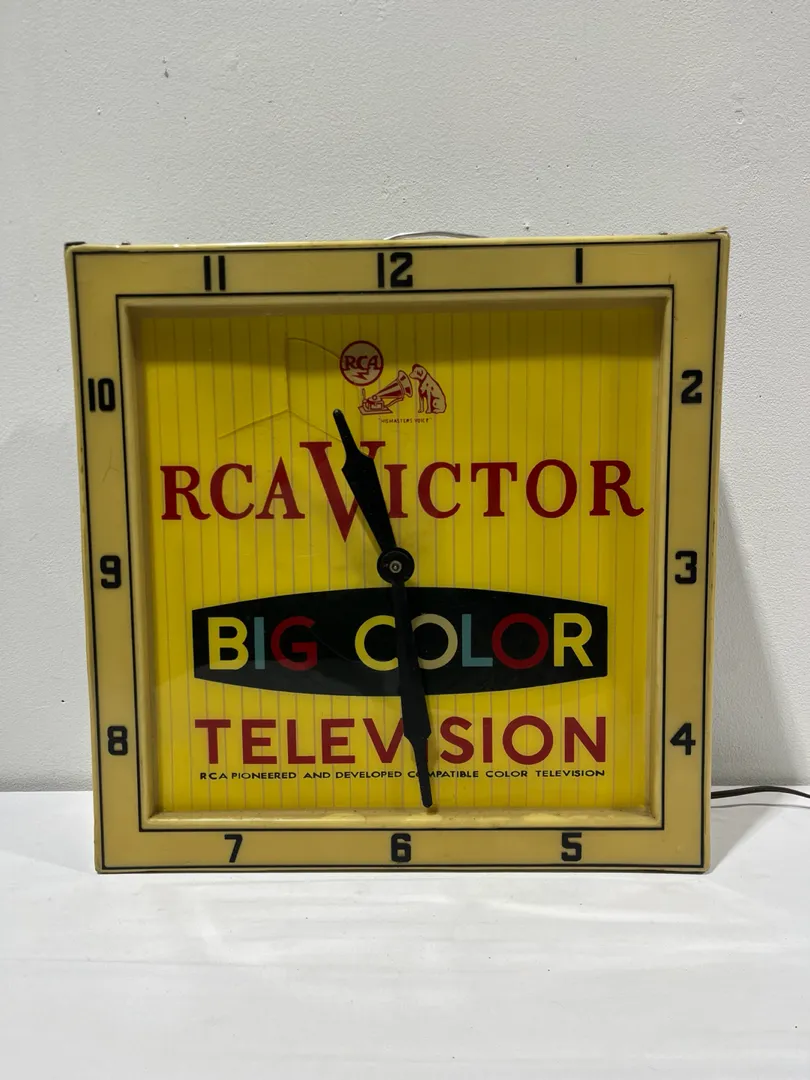 11 12 1
10 2
RCA
"HIS MASTER'S VOICE"
RCA VICTOR
9 3
BIG COLOR
8 4
TELEVISION
RCA PIONEERED AND DEVELOPED COMPATIBLE COLOR TELEVISION
7 6 5